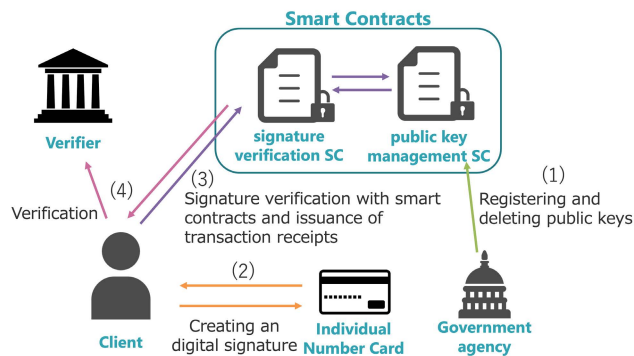 Smart Contracts
signature
verification SC
public key
management SC
Verifier
(4)
Verification
(3)
Signature verification with smart
contracts and issuance of
transaction receipts
(1)
Registering and
deleting public keys
(2)
Creating an
digital signature
Client
Individual
Number Card
Government
agency